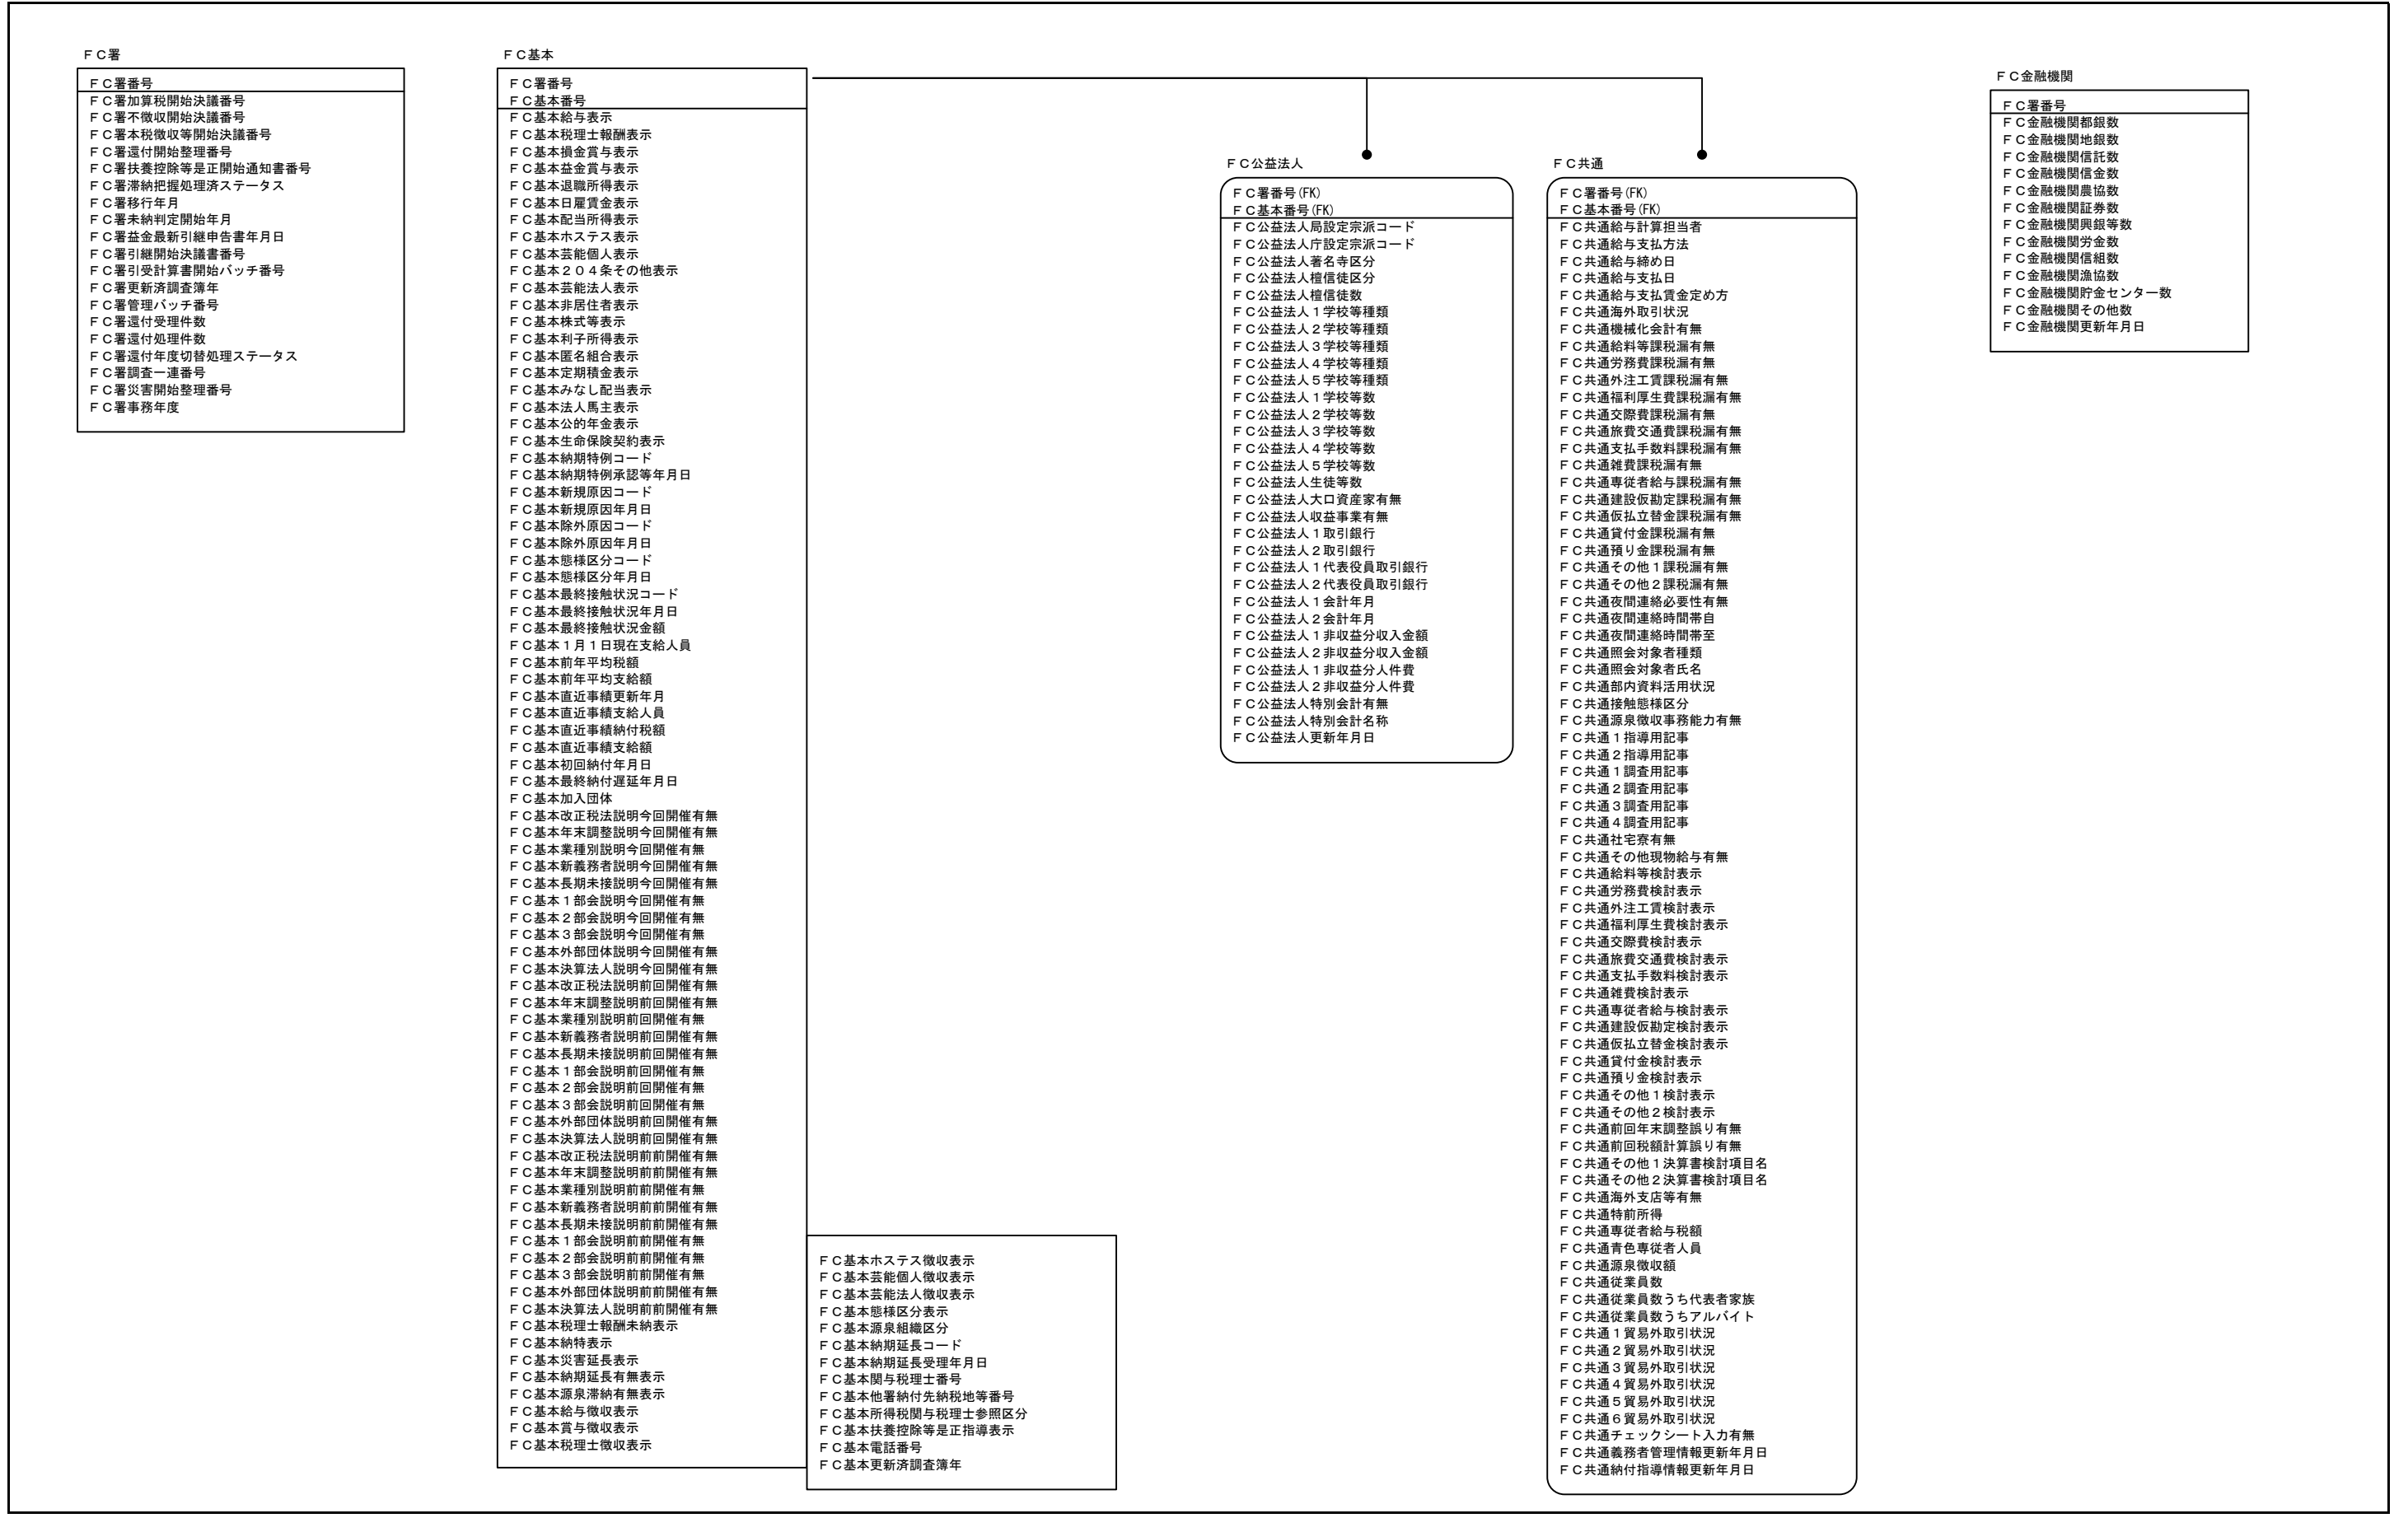 ＦＣ署
ＦＣ署番号
ＦＣ署加算税開始決議番号
ＦＣ署不徴収開始決議番号
ＦＣ署本税徴収等開始決議番号
ＦＣ署還付開始整理番号
ＦＣ署扶養控除等是正開始通知書番号
ＦＣ署滞納把握処理済ステータス
ＦＣ署移行年月
ＦＣ署未納判定開始年月
ＦＣ署益金最新引継申告書年月日
ＦＣ署引継開始決議書番号
ＦＣ署引受計算書開始バッチ番号
ＦＣ署更新済調査簿年
ＦＣ署管理バッチ番号
ＦＣ署還付受理件数
ＦＣ署還付処理件数
ＦＣ署還付年度切替処理ステータス
ＦＣ署調査一連番号
ＦＣ署災害開始整理番号
ＦＣ署事務年度
ＦＣ基本
ＦＣ署番号
ＦＣ基本番号
ＦＣ基本給与表示
ＦＣ基本税理士報酬表示
ＦＣ基本損金賞与表示
ＦＣ基本益金賞与表示
ＦＣ基本退職所得表示
ＦＣ基本日雇賃金表示
ＦＣ基本配当所得表示
ＦＣ基本ホステス表示
ＦＣ基本芸能個人表示
ＦＣ基本２０４条その他表示
ＦＣ基本芸能法人表示
ＦＣ基本非居住者表示
ＦＣ基本株式等表示
ＦＣ基本利子所得表示
ＦＣ基本匿名組合表示
ＦＣ基本定期積金表示
ＦＣ基本みなし配当表示
ＦＣ基本法人馬主表示
ＦＣ基本公的年金表示
ＦＣ基本生命保険契約表示
ＦＣ基本納期特例コード
ＦＣ基本納期特例承認等年月日
ＦＣ基本新規原因コード
ＦＣ基本新規原因年月日
ＦＣ基本除外原因コード
ＦＣ基本除外原因年月日
ＦＣ基本態様区分コード
ＦＣ基本態様区分年月日
ＦＣ基本最終接触状況コード
ＦＣ基本最終接触状況年月日
ＦＣ基本最終接触状況金額
ＦＣ基本１月１日現在支給人員
ＦＣ基本前年平均税額
ＦＣ基本前年平均支給額
ＦＣ基本直近事績更新年月
ＦＣ基本直近事績支給人員
ＦＣ基本直近事績納付税額
ＦＣ基本直近事績支給額
ＦＣ基本初回納付年月日
ＦＣ基本最終納付遅延年月日
ＦＣ基本加入団体
ＦＣ基本改正税法説明今回開催有無
ＦＣ基本年末調整説明今回開催有無
ＦＣ基本業種別説明今回開催有無
ＦＣ基本新義務者説明今回開催有無
ＦＣ基本長期未接説明今回開催有無
ＦＣ基本１部会説明今回開催有無
ＦＣ基本２部会説明今回開催有無
ＦＣ基本３部会説明今回開催有無
ＦＣ基本外部団体説明今回開催有無
ＦＣ基本決算法人説明今回開催有無
ＦＣ基本改正税法説明前回開催有無
ＦＣ基本年末調整説明前回開催有無
ＦＣ基本業種別説明前回開催有無
ＦＣ基本新義務者説明前回開催有無
ＦＣ基本長期未接説明前回開催有無
ＦＣ基本１部会説明前回開催有無
ＦＣ基本２部会説明前回開催有無
ＦＣ基本３部会説明前回開催有無
ＦＣ基本外部団体説明前回開催有無
ＦＣ基本決算法人説明前回開催有無
ＦＣ基本改正税法説明前前開催有無
ＦＣ基本年末調整説明前前開催有無
ＦＣ基本業種別説明前前開催有無
ＦＣ基本新義務者説明前前開催有無
ＦＣ基本長期未接説明前前開催有無
ＦＣ基本１部会説明前前開催有無
ＦＣ基本２部会説明前前開催有無
ＦＣ基本３部会説明前前開催有無
ＦＣ基本外部団体説明前前開催有無
ＦＣ基本決算法人説明前前開催有無
ＦＣ基本税理士報酬未納表示
ＦＣ基本納特表示
ＦＣ基本災害延長表示
ＦＣ基本納期延長有無表示
ＦＣ基本源泉滞納有無表示
ＦＣ基本給与徴収表示
ＦＣ基本賞与徴収表示
ＦＣ基本税理士徴収表示
ＦＣ基本ホステス徴収表示
ＦＣ基本芸能個人徴収表示
ＦＣ基本芸能法人徴収表示
ＦＣ基本態様区分表示
ＦＣ基本源泉組織区分
ＦＣ基本納期延長コード
ＦＣ基本納期延長受理年月日
ＦＣ基本関与税理士番号
ＦＣ基本他署納付先納税地等番号
ＦＣ基本所得税関与税理士参照区分
ＦＣ基本扶養控除等是正指導表示
ＦＣ基本電話番号
ＦＣ基本更新済調査簿年
ＦＣ公益法人
ＦＣ署番号(FK)
ＦＣ基本番号(FK)
ＦＣ公益法人局設定宗派コード
ＦＣ公益法人庁設定宗派コード
ＦＣ公益法人著名寺区分
ＦＣ公益法人檀信徒区分
ＦＣ公益法人檀信徒数
ＦＣ公益法人１学校等種類
ＦＣ公益法人２学校等種類
ＦＣ公益法人３学校等種類
ＦＣ公益法人４学校等種類
ＦＣ公益法人５学校等種類
ＦＣ公益法人１学校等数
ＦＣ公益法人２学校等数
ＦＣ公益法人３学校等数
ＦＣ公益法人４学校等数
ＦＣ公益法人５学校等数
ＦＣ公益法人生徒等数
ＦＣ公益法人大口資産家有無
ＦＣ公益法人収益事業有無
ＦＣ公益法人１取引銀行
ＦＣ公益法人２取引銀行
ＦＣ公益法人１代表役員取引銀行
ＦＣ公益法人２代表役員取引銀行
ＦＣ公益法人１会計年月
ＦＣ公益法人２会計年月
ＦＣ公益法人１非収益分収入金額
ＦＣ公益法人２非収益分収入金額
ＦＣ公益法人１非収益分人件費
ＦＣ公益法人２非収益分人件費
ＦＣ公益法人特別会計有無
ＦＣ公益法人特別会計名称
ＦＣ公益法人更新年月日
ＦＣ共通
ＦＣ署番号(FK)
ＦＣ基本番号(FK)
ＦＣ共通給与計算担当者
ＦＣ共通給与支払方法
ＦＣ共通給与締め日
ＦＣ共通給与支払日
ＦＣ共通給与支払賃金定め方
ＦＣ共通海外取引状況
ＦＣ共通機械化会計有無
ＦＣ共通給料等課税漏有無
ＦＣ共通労務費課税漏有無
ＦＣ共通外注工賃課税漏有無
ＦＣ共通福利厚生費課税漏有無
ＦＣ共通交際費課税漏有無
ＦＣ共通旅費交通費課税漏有無
ＦＣ共通支払手数料課税漏有無
ＦＣ共通雑費課税漏有無
ＦＣ共通専従者給与課税漏有無
ＦＣ共通建設仮勘定課税漏有無
ＦＣ共通仮払立替金課税漏有無
ＦＣ共通貸付金課税漏有無
ＦＣ共通預り金課税漏有無
ＦＣ共通その他１課税漏有無
ＦＣ共通その他２課税漏有無
ＦＣ共通夜間連絡必要性有無
ＦＣ共通夜間連絡時間帯自
ＦＣ共通夜間連絡時間帯至
ＦＣ共通照会対象者種類
ＦＣ共通照会対象者氏名
ＦＣ共通部内資料活用状況
ＦＣ共通接触態様区分
ＦＣ共通源泉徴収事務能力有無
ＦＣ共通１指導用記事
ＦＣ共通２指導用記事
ＦＣ共通１調査用記事
ＦＣ共通２調査用記事
ＦＣ共通３調査用記事
ＦＣ共通４調査用記事
ＦＣ共通社宅寮有無
ＦＣ共通その他現物給与有無
ＦＣ共通給料等検討表示
ＦＣ共通労務費検討表示
ＦＣ共通外注工賃検討表示
ＦＣ共通福利厚生費検討表示
ＦＣ共通交際費検討表示
ＦＣ共通旅費交通費検討表示
ＦＣ共通支払手数料検討表示
ＦＣ共通雑費検討表示
ＦＣ共通専従者給与検討表示
ＦＣ共通建設仮勘定検討表示
ＦＣ共通仮払立替金検討表示
ＦＣ共通貸付金検討表示
ＦＣ共通預り金検討表示
ＦＣ共通その他１検討表示
ＦＣ共通その他２検討表示
ＦＣ共通前回年末調整誤り有無
ＦＣ共通前回税額計算誤り有無
ＦＣ共通その他１決算書検討項目名
ＦＣ共通その他２決算書検討項目名
ＦＣ共通海外支店等有無
ＦＣ共通特前所得
ＦＣ共通専従者給与税額
ＦＣ共通青色専従者人員
ＦＣ共通源泉徴収額
ＦＣ共通従業員数
ＦＣ共通従業員数うち代表者家族
ＦＣ共通従業員数うちアルバイト
ＦＣ共通１貿易外取引状況
ＦＣ共通２貿易外取引状況
ＦＣ共通３貿易外取引状況
ＦＣ共通４貿易外取引状況
ＦＣ共通５貿易外取引状況
ＦＣ共通６貿易外取引状況
ＦＣ共通チェックシート入力有無
ＦＣ共通義務者管理情報更新年月日
ＦＣ共通納付指導情報更新年月日
ＦＣ金融機関
ＦＣ署番号
ＦＣ金融機関都銀数
ＦＣ金融機関地銀数
ＦＣ金融機関信託数
ＦＣ金融機関信金数
ＦＣ金融機関農協数
ＦＣ金融機関証券数
ＦＣ金融機関興銀等数
ＦＣ金融機関労金数
ＦＣ金融機関信組数
ＦＣ金融機関漁協数
ＦＣ金融機関貯金センター数
ＦＣ金融機関その他数
ＦＣ金融機関更新年月日